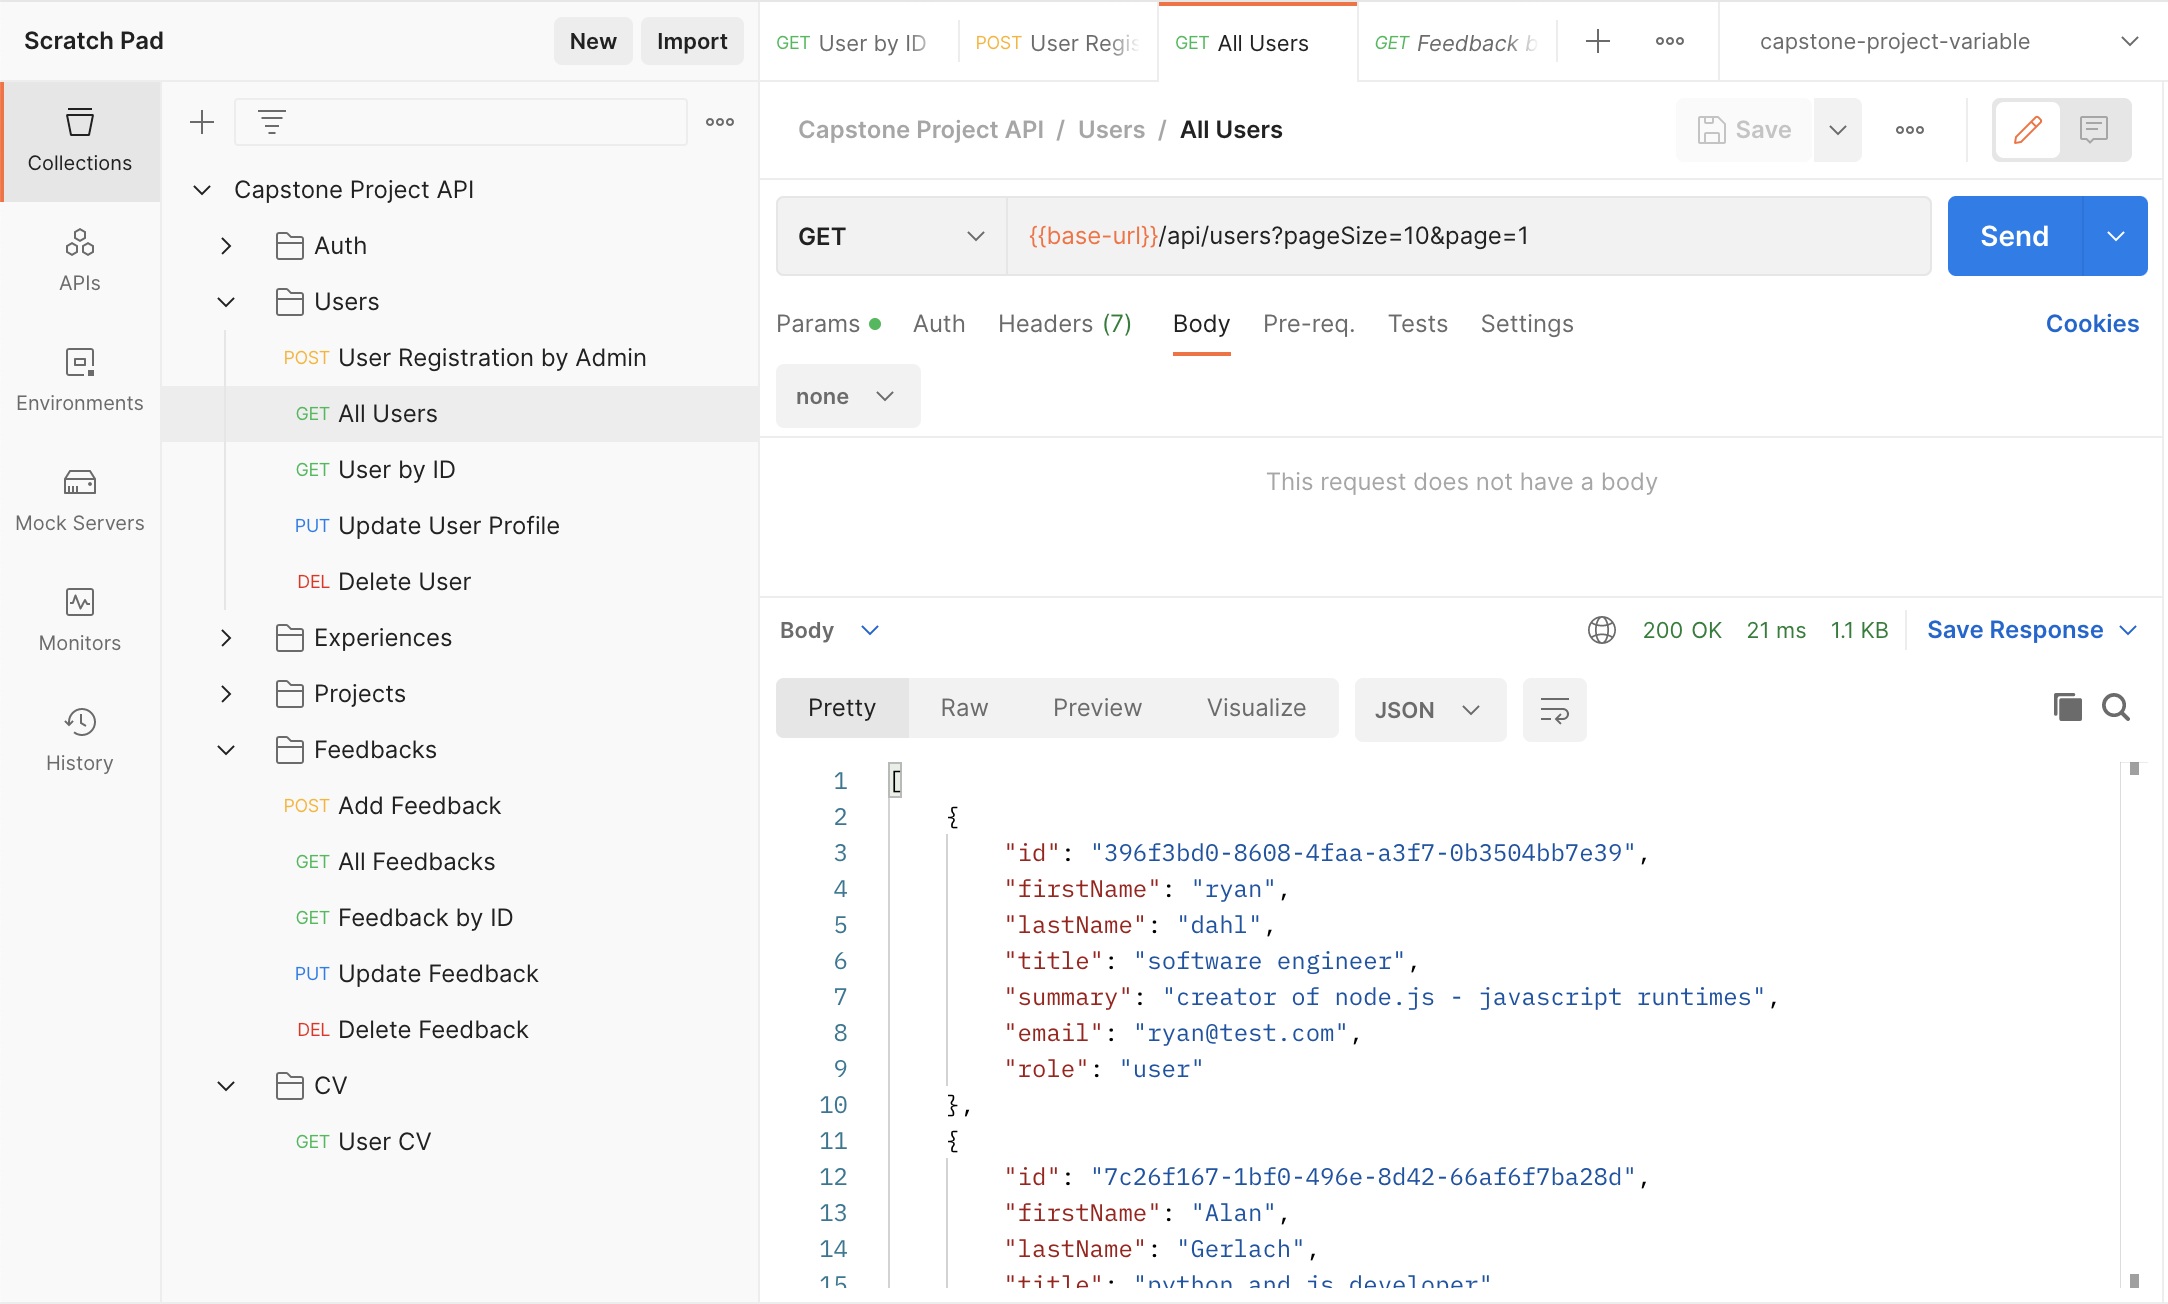 Scratch Pad
New
Import
GET User by ID
POST User Regis
GET All Users
GET Feedback b
capstone-project-variable
Collections
APIs
Environments
Mock Servers
Monitors
History
Capstone Project API
Auth
Users
POST User Registration by Admin
GET All Users
GET User by ID
PUT Update User Profile
DEL Delete User
Experiences
Projects
Feedbacks
POST Add Feedback
GET All Feedbacks
GET Feedback by ID
PUT Update Feedback
DEL Delete Feedback
CV
GET User CV
Capstone Project API / Users / All Users
Save
GET
{{base-url}}/api/users?pageSize=10&page=1
Send
Params
Auth
Headers (7)
Body
Pre-req.
Tests
Settings
Cookies
none
This request does not have a body
Body
200 OK 21 ms 1.1 KB
Save Response
Pretty
Raw
Preview
Visualize
JSON
1 [
2 {
3 "id": "396f3bd0-8608-4faa-a3f7-0b3504bb7e39",
4 "firstName": "ryan",
5 "lastName": "dahl",
6 "title": "software engineer",
7 "summary": "creator of node.js - javascript runtimes",
8 "email": "ryan@test.com",
9 "role": "user"
10 },
11 {
12 "id": "7c26f167-1bf0-496e-8d42-66af6f7ba28d",
13 "firstName": "Alan",
14 "lastName": "Gerlach",
15 "title": "python and js developer"